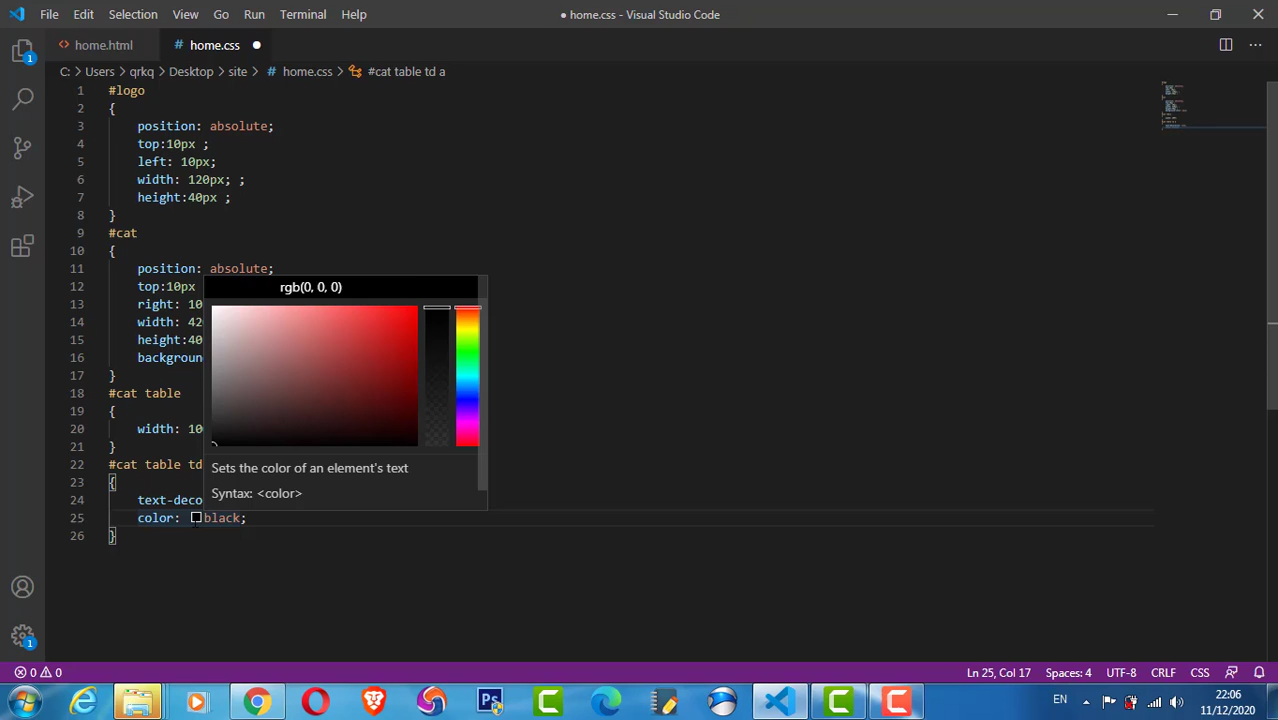 File Edit Selection View Go Run Terminal Help
● home.css - Visual Studio Code
home.html
# home.css
C: > Users > qrkq > Desktop > site > # home.css > #cat table td a
1 #logo
2 {
3 position: absolute;
4 top:10px ;
5 left: 10px;
6 width: 120px; ;
7 height:40px ;
8 }
9 #cat
10 {
11 position: absolute;
12 top:10px
13 right: 10
14 width: 42
15 height:40
16 background
17 }
18 #cat table
19 {
20 width: 10
21 }
22 #cat table td
23 {
24 text-deco
25 color: black;
26 }
rgb(0, 0, 0)
Sets the color of an element's text
Syntax: <color>
1
1
0 0
Ln 25, Col 17 Spaces: 4 UTF-8 CRLF CSS
Ps
EN
22:06
11/12/2020